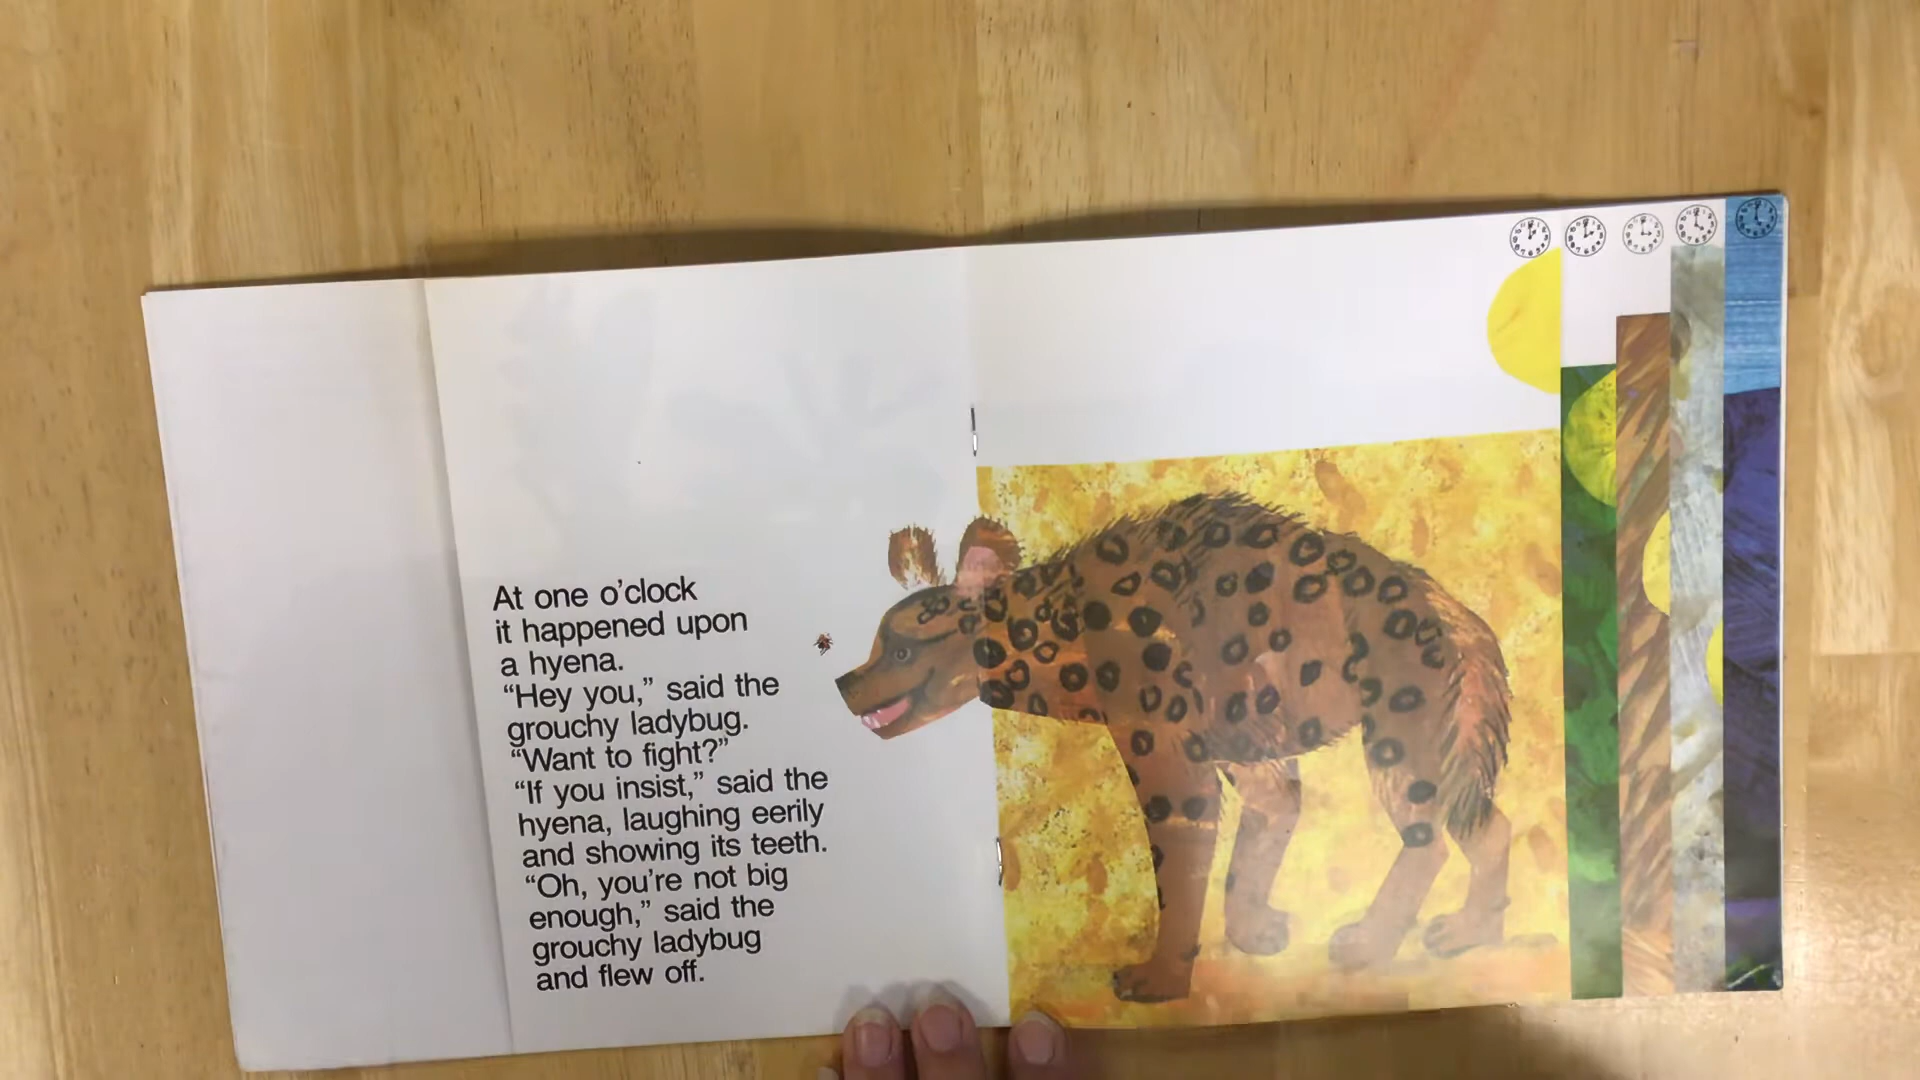 At one o’clock
it happened upon
a hyena.
“Hey you,” said the
grouchy ladybug.
“Want to fight?”
“If you insist,” said the
hyena, laughing eerily
and showing its teeth.
“Oh, you’re not big
enough,” said the
grouchy ladybug
and flew off.